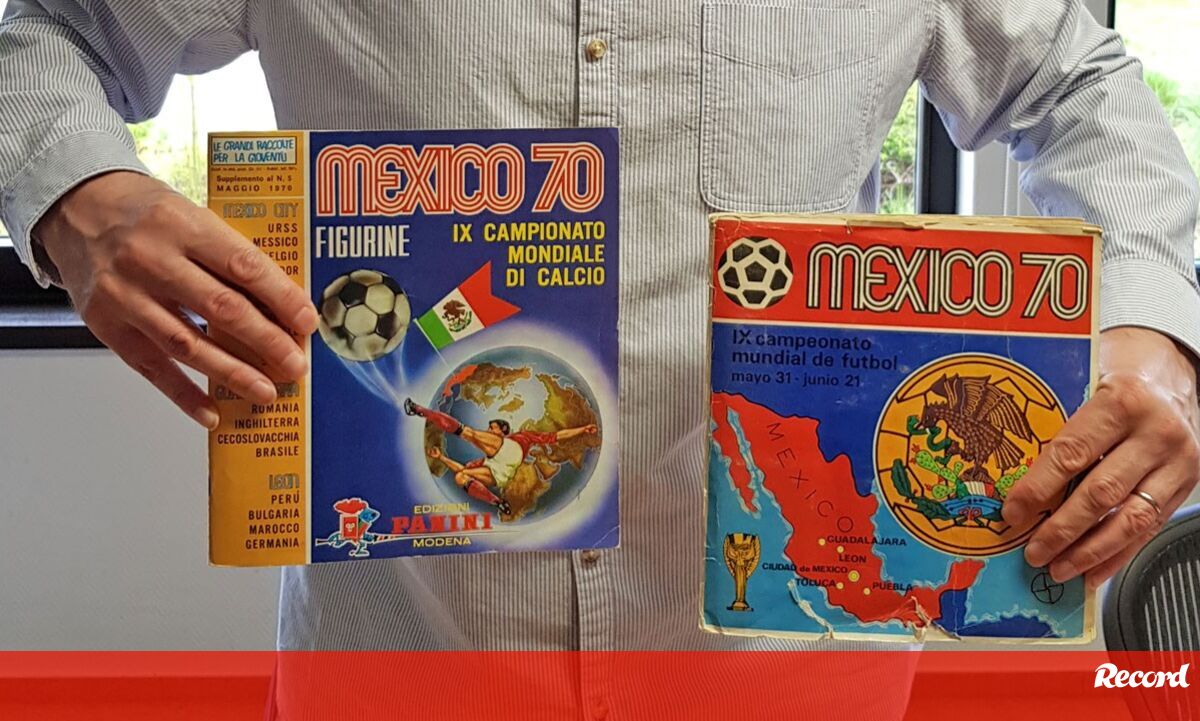 LE GRANDI RACCOLTE
PER LA GIOVENTÙ
Supplemento al N. 5
MAGGIO 1970
MEXICO CITY
URSS
MESSICO
ROMANIA
INGHILTERRA
CECOSLOVACCHIA
BRASILE
LEON
PERÚ
BULGARIA
MAROCCO
GERMANIA
MEXICO 70
FIGURINE
IX CAMPIONATO
MONDIALE
DI CALCIO
EDIZIONI
PANINI
MODENA
MEXICO 70
IX campeonato
mundial de futbol
mayo 31 - junio 21
MEXICO
GUADALAJARA
LEON
CIUDAD de MEXICO
TOLUCA
PUEBLA
Record